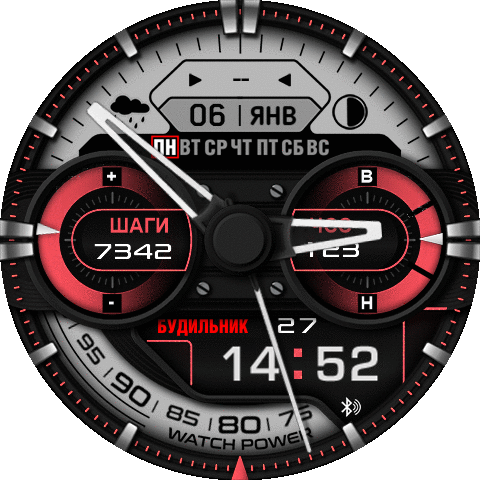 --
06 ЯНВ
ПН ВТ СР ЧТ ПТ СБ ВС
+ В
ШАГИ
7342 123
- Н
БУДИЛЬНИК 27
14:52
95 90 85 80 75
WATCH POWER